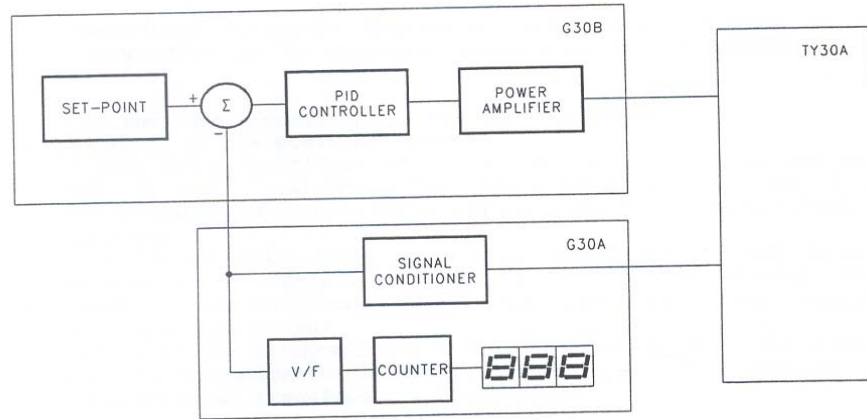 G30B
TY30A
SET-POINT
+
Σ
−
PID
CONTROLLER
POWER
AMPLIFIER
G30A
SIGNAL
CONDITIONER
V/F
COUNTER
888